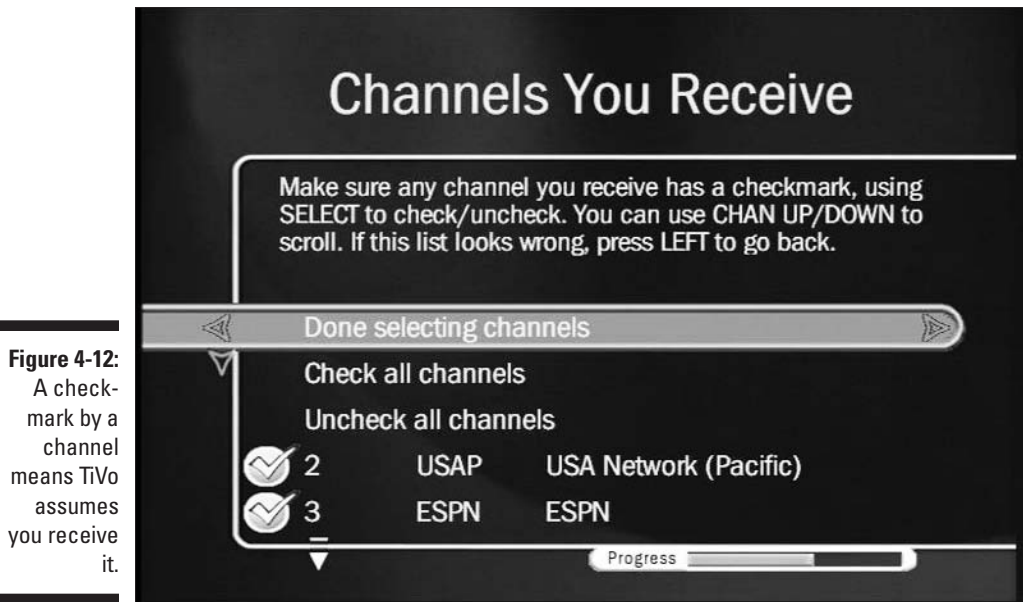 Channels You Receive
Make sure any channel you receive has a checkmark, using
SELECT to check/uncheck. You can use CHAN UP/DOWN to
scroll. If this list looks wrong, press LEFT to go back.
Done selecting channels
Check all channels
Uncheck all channels
2 USAP USA Network (Pacific)
3 ESPN ESPN
Progress
Figure 4-12:
A check-
mark by a
channel
means TiVo
assumes
you receive
it.